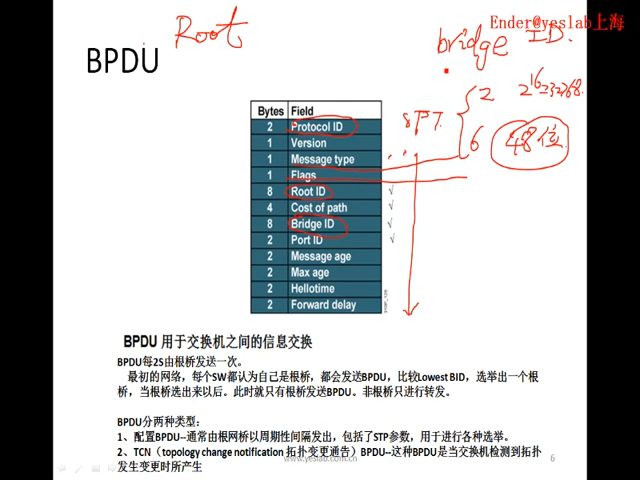 Ender@yeslab上海
Root
bridge ID.
BPDU
Bytes Field
2 Protocol ID
1 Version
1 Message type
1 Flags
8 Root ID
4 Cost of path
8 Bridge ID
2 Port ID
2 Message age
2 Max age
2 Hellotime
2 Forward delay
8字节
2
6 48位
BPDU 用于交换机之间的信息交换
BPDU每2S由根桥发送一次。
最初的网络，每个SW都认为自己是根桥，都会发送BPDU，比较Lowest BID，选举出一个根
桥，当根桥选出来以后。此时就只有根桥发送BPDU。非根桥只进行转发。
BPDU分两种类型：
1、配置BPDU--通常由根网桥以周期性间隔发出，包括了STP参数，用于进行各种选举。
2、TCN（topology change notification 拓扑变更通告）BPDU--这种BPDU是当交换机检测到拓扑
发生变更时所产生
www.yeslab.com.cn
6